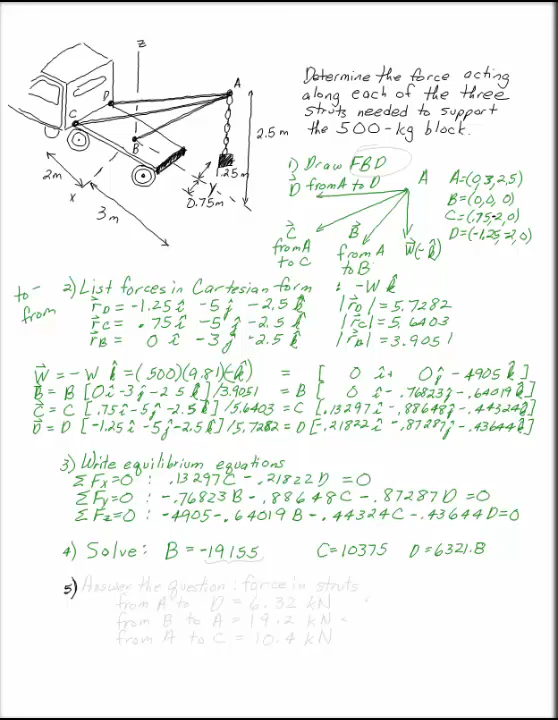 z
A
D
C
B
2.5m
2m
x
3m
y
1.25m
0.75m
Determine the force acting
along each of the three
struts needed to support
the 500-kg block.
1) Draw FBD
D from A to D
A
A=(0,3,2.5)
B=(0,0,0)
C=(.75,-2,0)
D=(-1.25,-2,0)
C
from A
to C
B
from A
to B
W(-k̂)
to-
from
2) List forces in Cartesian form : -W k̂
r⃗D = -1.25 î -5 ĵ -2.5 k̂ |rD| = 5.7282
r⃗C = .75 î -5 ĵ -2.5 k̂ |rC| = 5.6403
r⃗B = 0 î -3 ĵ -2.5 k̂ |rB| = 3.9051
W⃗ = -W k̂ = (500)(9.81)(-k̂) = [ 0 î + 0 ĵ - 4905 k̂ ]
B⃗ = B [0 î -3 ĵ -2.5 k̂] /3.9051 = B [ 0 î -.76823 ĵ -.64019 k̂ ]
C⃗ = C [.75 î -5 ĵ -2.5 k̂] /5.6403 = C [.13297 î -.88648 ĵ -.44324 k̂]
D⃗ = D [-1.25 î -5 ĵ -2.5 k̂] /5.7282 = D [-.21822 î -.87287 ĵ -.43644 k̂]
3) Write equilibrium equations
ΣFx=0 : .13297C -.21822D =0
ΣFy=0 : -.76823B -.88648C -.87287D =0
ΣFz=0 : -4905 -.64019B -.44324C -.43644D=0
4) Solve: B = -19155 C=10375 D=6321.8
5) Answer the question: force in struts
from A to D = 6.32 kN
from B to A = 19.2 kN
from A to C = 10.4 kN